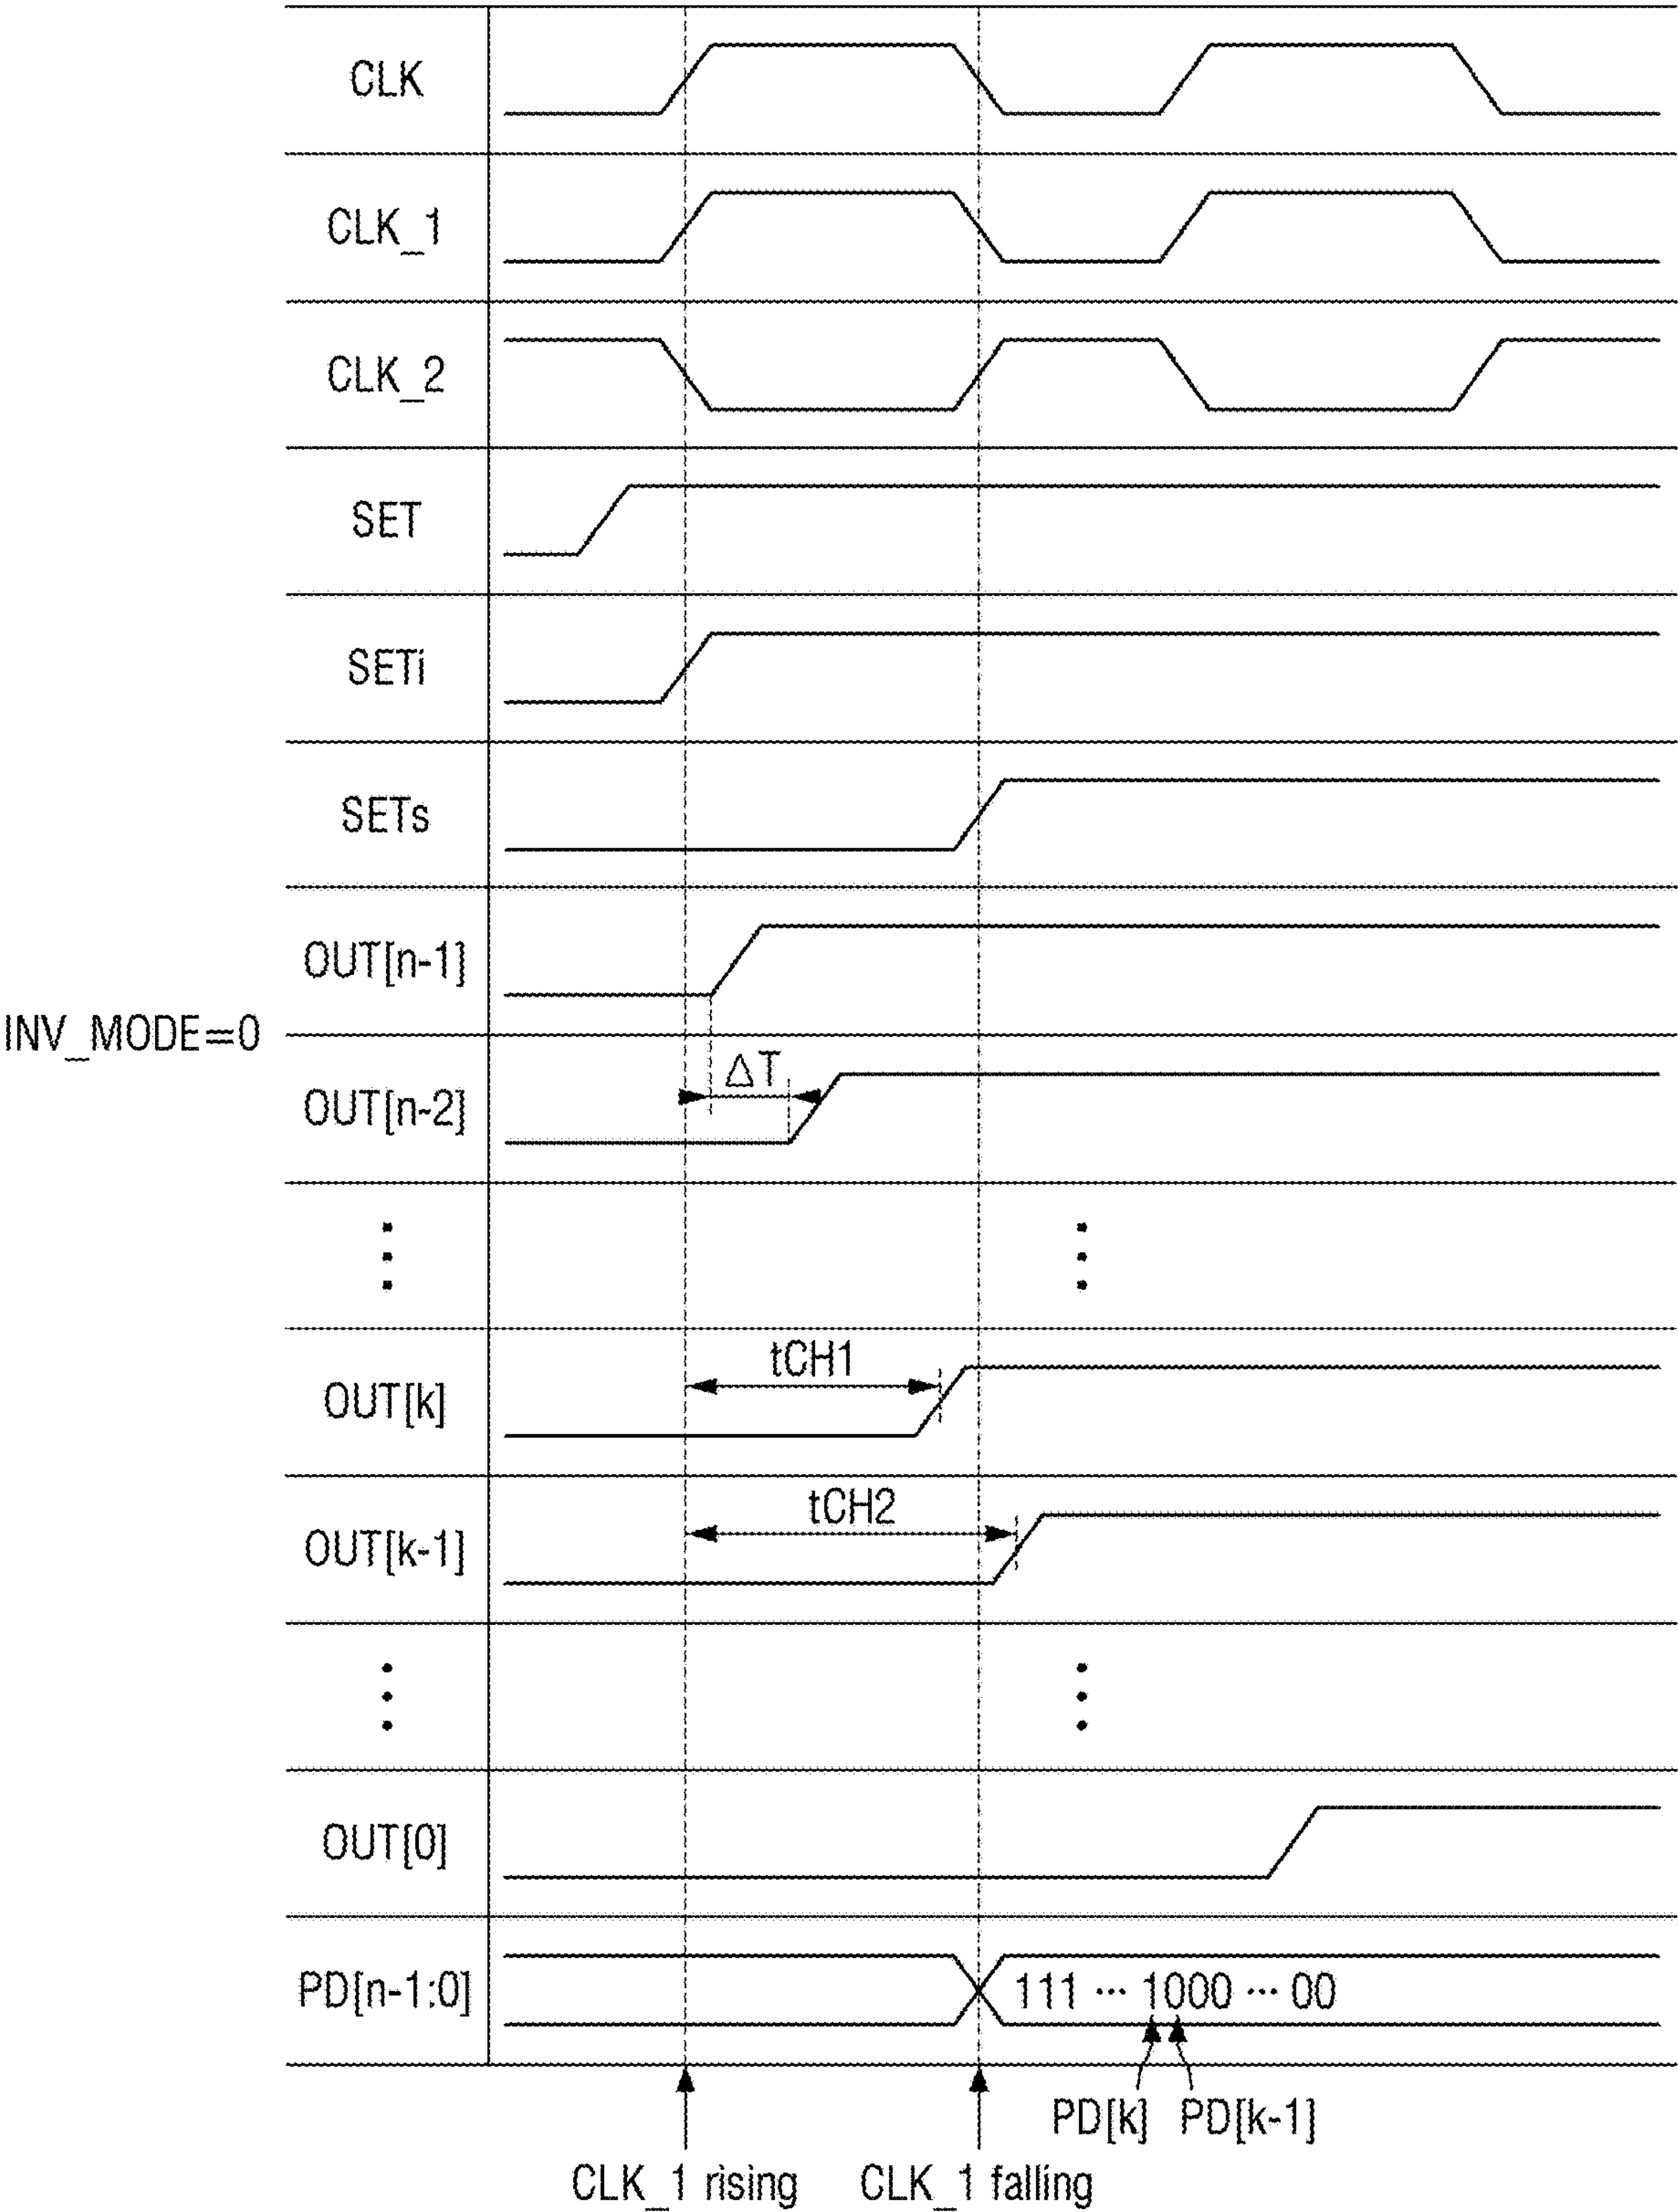 CLK
CLK_1
CLK_2
SET
SETi
SETs
OUT[n-1]
INV_MODE=0
△T
OUT[n-2]
⋮ ⋮
tCH1
OUT[k]
tCH2
OUT[k-1]
⋮ ⋮
OUT[0]
PD[n-1:0] 111 ··· 1000 ··· 00
PD[k] PD[k-1]
CLK_1 rising CLK_1 falling